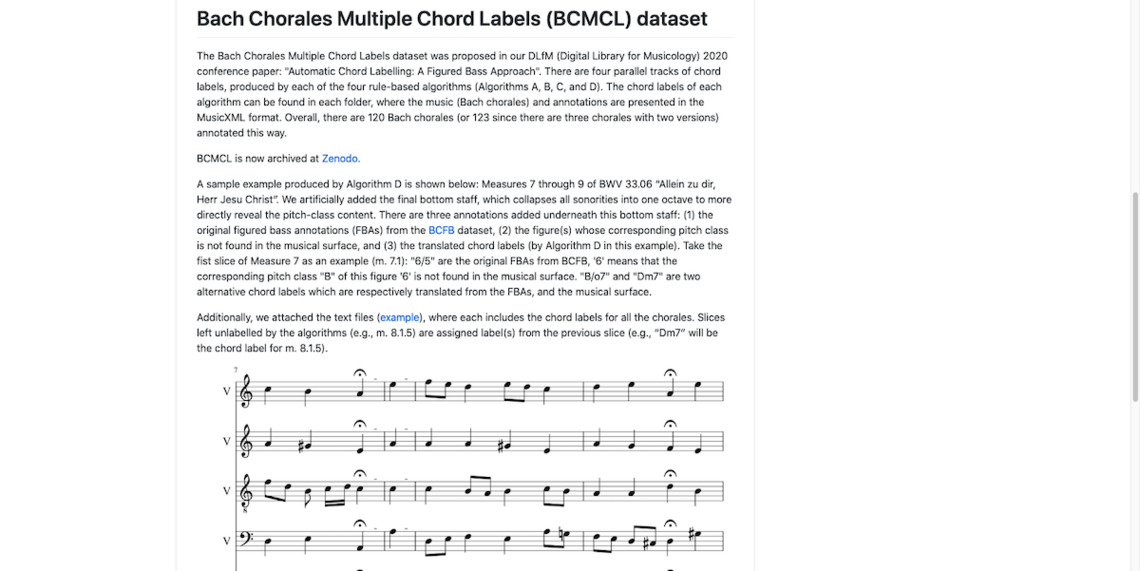 Bach Chorales Multiple Chord Labels (BCMCL) dataset
The Bach Chorales Multiple Chord Labels dataset was proposed in our DLfM (Digital Library for Musicology) 2020
conference paper: "Automatic Chord Labelling: A Figured Bass Approach". There are four parallel tracks of chord
labels, produced by each of the four rule-based algorithms (Algorithms A, B, C, and D). The chord labels of each
algorithm can be found in each folder, where the music (Bach chorales) and annotations are presented in the
MusicXML format. Overall, there are 120 Bach chorales (or 123 since there are three chorales with two versions)
annotated this way.
BCMCL is now archived at Zenodo.
A sample example produced by Algorithm D is shown below: Measures 7 through 9 of BWV 33.06 "Allein zu dir,
Herr Jesu Christ". We artificially added the final bottom staff, which collapses all sonorities into one octave to more
directly reveal the pitch-class content. There are three annotations added underneath this bottom staff: (1) the
original figured bass annotations (FBAs) from the BCFB dataset, (2) the figure(s) whose corresponding pitch class
is not found in the musical surface, and (3) the translated chord labels (by Algorithm D in this example). Take the
fist slice of Measure 7 as an example (m. 7.1): "6/5" are the original FBAs from BCFB, '6' means that the
corresponding pitch class "B" of this figure '6' is not found in the musical surface. "B/o7" and "Dm7" are two
alternative chord labels which are respectively translated from the FBAs, and the musical surface.
Additionally, we attached the text files (example), where each includes the chord labels for all the chorales. Slices
left unlabelled by the algorithms (e.g., m. 8.1.5) are assigned label(s) from the previous slice (e.g., "Dm7" will be
the chord label for m. 8.1.5).
7
V
V
V
8
V